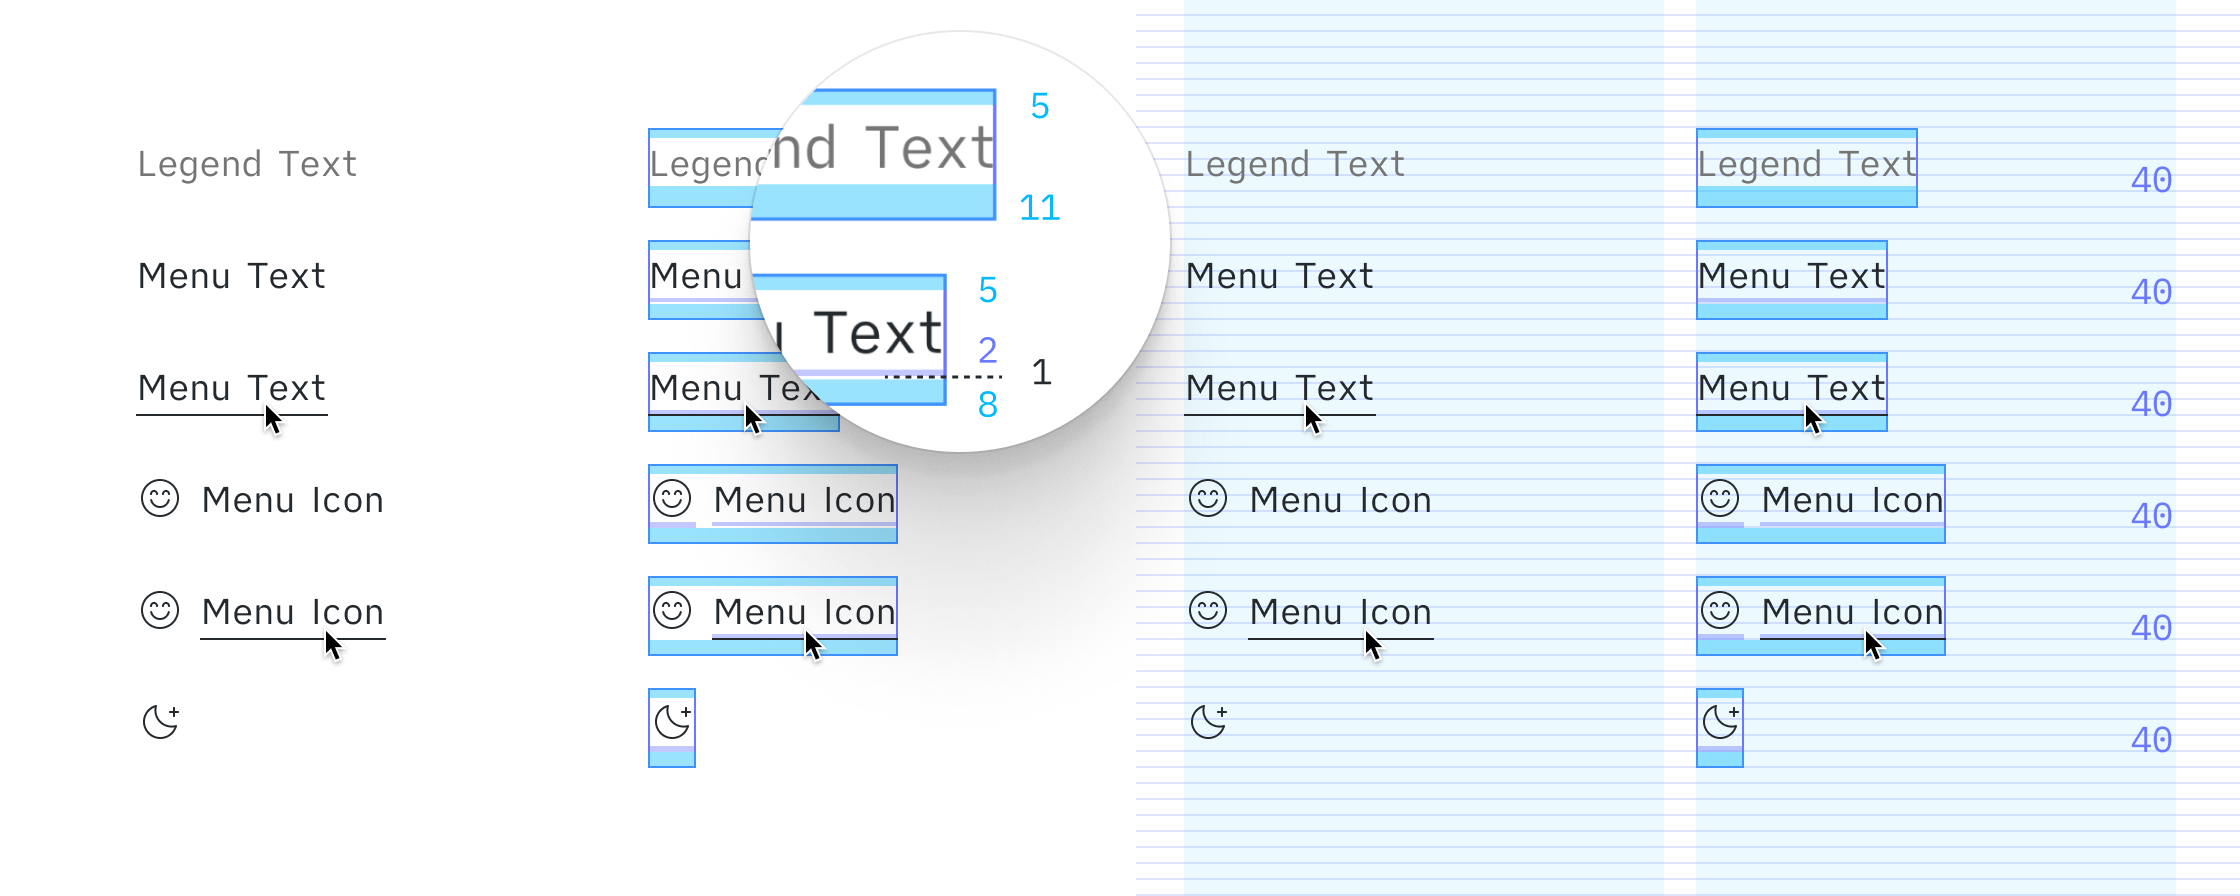 Legend Text
Menu Text
Menu Text
Menu Icon
Menu Icon
Legend
Menu
Menu Tex
Menu Icon
Menu Icon
nd Text
5
11
Text
5
2
1
8
Legend Text
Menu Text
Menu Text
Menu Icon
Menu Icon
Legend Text 40
Menu Text 40
Menu Text 40
Menu Icon 40
Menu Icon 40
40